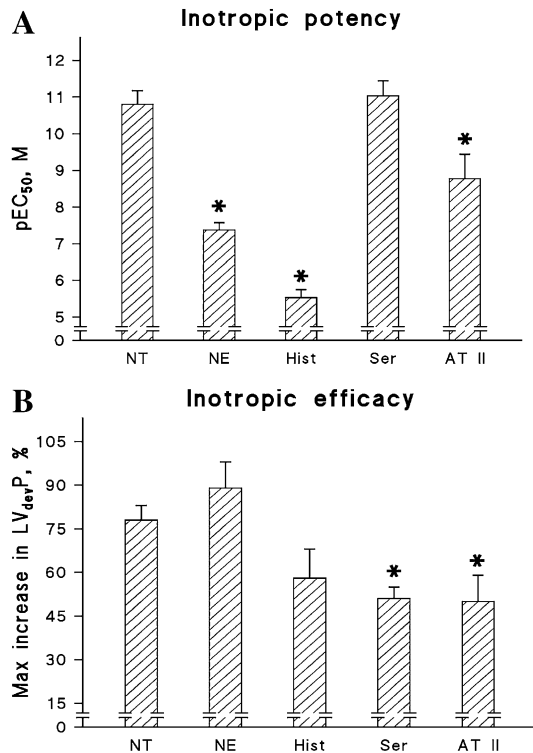 A
Inotropic potency
pEC50, M
12
11
10
9
8
7
6
5
0
*
*
*
NT NE Hist Ser AT II
B
Inotropic efficacy
Max increase in LVdevP, %
105
90
75
60
45
30
15
0
*
*
NT NE Hist Ser AT II